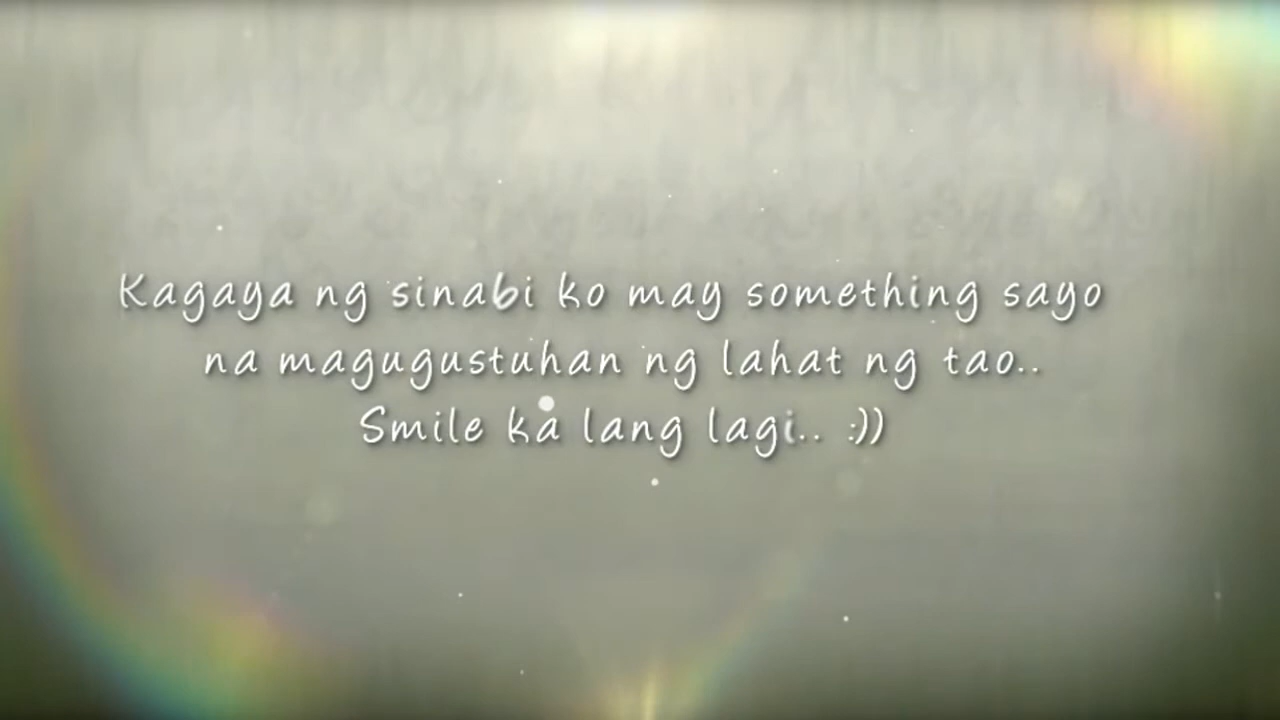 Kagaya ng sinabi ko may something sayo
na magugustuhan ng lahat ng tao..
Smile ka lang lagi.. :))